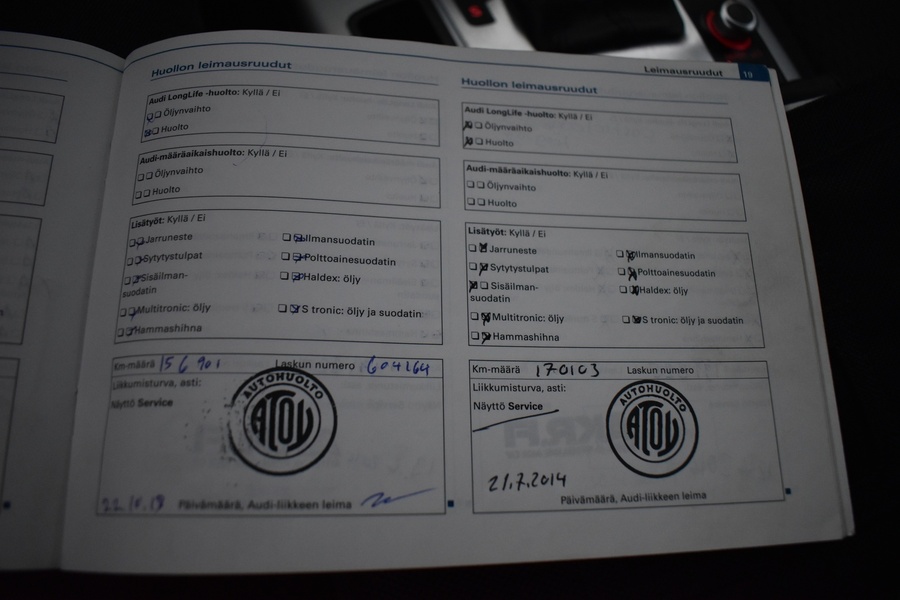 Leimausruudut 19
Huollon leimausruudut
Audi LongLife -huolto: Kyllä / Ei
Öljynvaihto
Huolto
Audi-määräaikaishuolto: Kyllä / Ei
Öljynvaihto
Huolto
Lisätyöt: Kyllä / Ei
Jarruneste
Ilmansuodatin
Sytytystulpat
Polttoainesuodatin
Sisäilman-
suodatin
Haldex: öljy
Multitronic: öljy
S tronic: öljy ja suodatin
Hammashihna
Km-määrä 156901 Laskun numero 604164
Liikkumisturva, asti:
Näyttö Service
AUTOHUOLTO
ATOY
Päivämäärä, Audi-liikkeen leima
Huollon leimausruudut
Audi LongLife -huolto: Kyllä / Ei
Öljynvaihto
Huolto
Audi-määräaikaishuolto: Kyllä / Ei
Öljynvaihto
Huolto
Lisätyöt: Kyllä / Ei
Jarruneste
Ilmansuodatin
Sytytystulpat
Polttoainesuodatin
Sisäilman-
suodatin
Haldex: öljy
Multitronic: öljy
S tronic: öljy ja suodatin
Hammashihna
Km-määrä 170103 Laskun numero
Liikkumisturva, asti:
Näyttö Service
AUTOHUOLTO
ATOY
21.7.2014
Päivämäärä, Audi-liikkeen leima